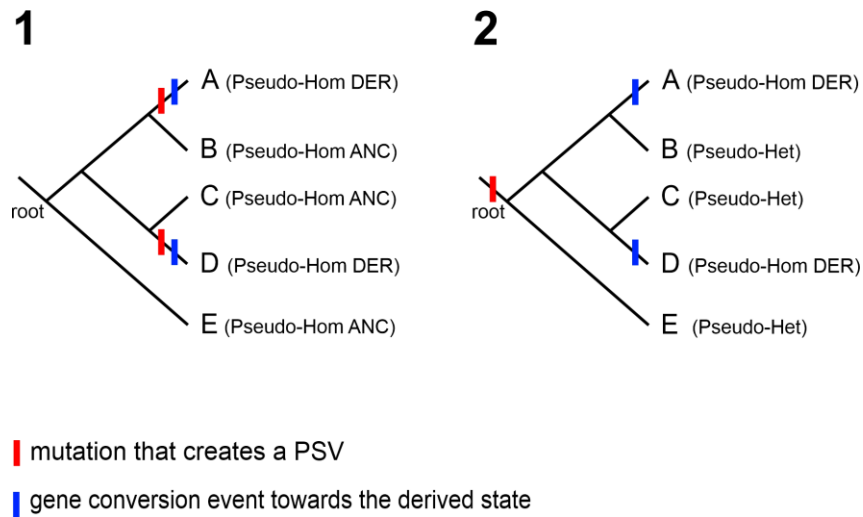 1
A (Pseudo-Hom DER)
B (Pseudo-Hom ANC)
C (Pseudo-Hom ANC)
root
D (Pseudo-Hom DER)
E (Pseudo-Hom ANC)
2
A (Pseudo-Hom DER)
B (Pseudo-Het)
C (Pseudo-Het)
root
D (Pseudo-Hom DER)
E (Pseudo-Het)
mutation that creates a PSV
gene conversion event towards the derived state